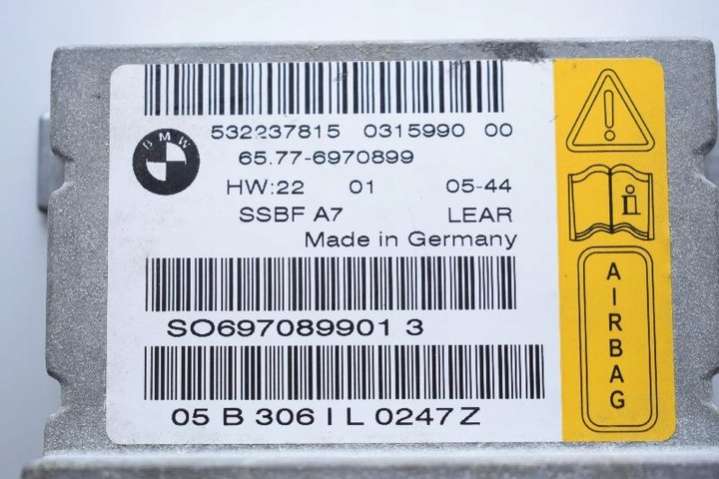 532237815 0315990 00
BMW
65.77-6970899
HW:22 01 05-44
SSBF A7 LEAR
Made in Germany
SO697089901 3
05 B 306 I L 0247 Z
i
AIRBAG